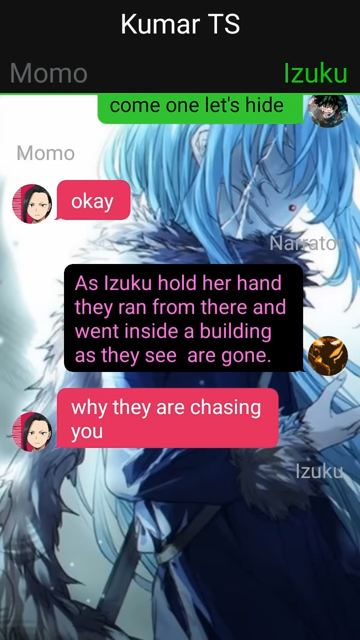 Kumar TS
Momo
Izuku
come one let's hide
Momo
okay
Narrator
As Izuku hold her hand
they ran from there and
went inside a building
as they see  are gone.
why they are chasing
you
Izuku